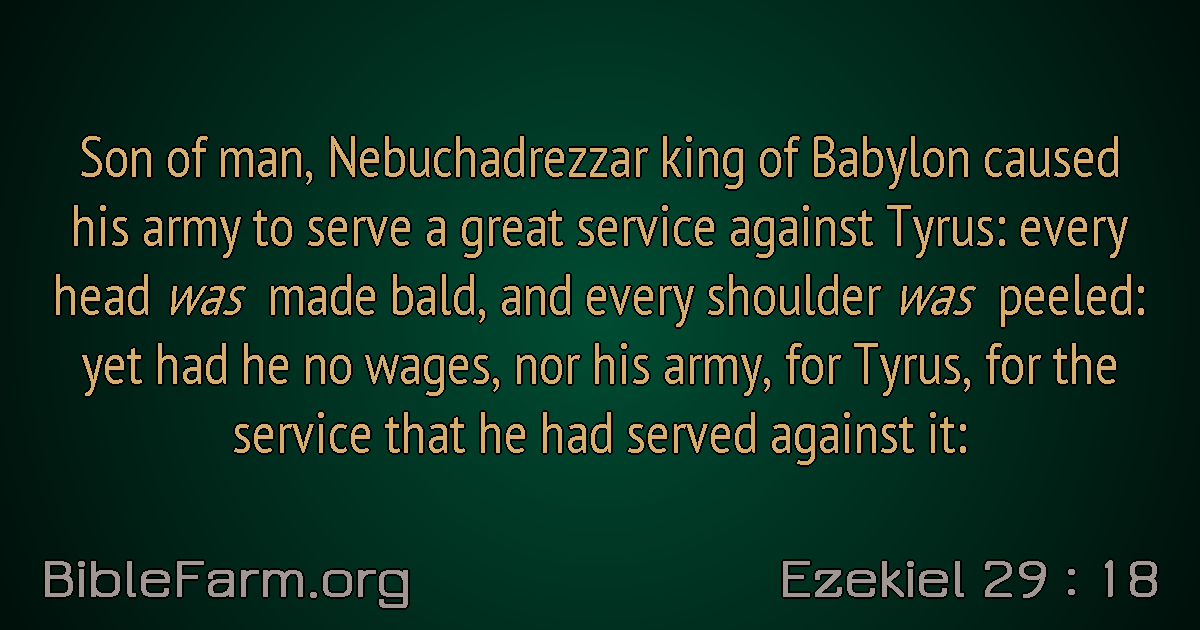 Son of man, Nebuchadrezzar king of Babylon caused
his army to serve a great service against Tyrus: every
head was made bald, and every shoulder was peeled:
yet had he no wages, nor his army, for Tyrus, for the
service that he had served against it:
BibleFarm.org
Ezekiel 29 : 18